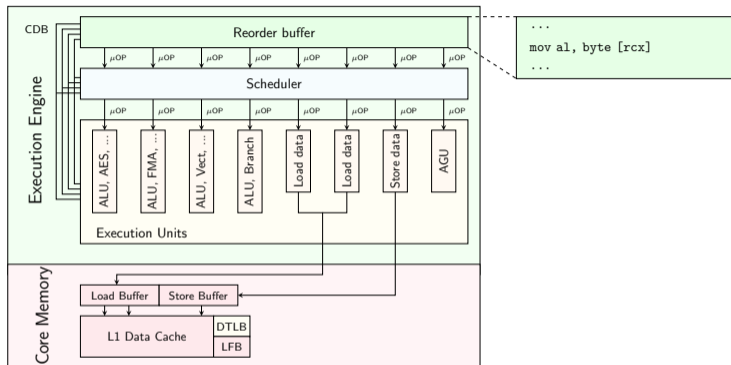 CDB
Reorder buffer
...
mov al, byte [rcx]
...
μOP μOP μOP μOP μOP μOP μOP μOP
Scheduler
μOP μOP μOP μOP μOP μOP μOP μOP
Execution Engine
ALU, AES, ...
ALU, FMA, ...
ALU, Vect, ...
ALU, Branch
Load data
Load data
Store data
AGU
Execution Units
Core Memory
Load Buffer
Store Buffer
L1 Data Cache
DTLB
LFB